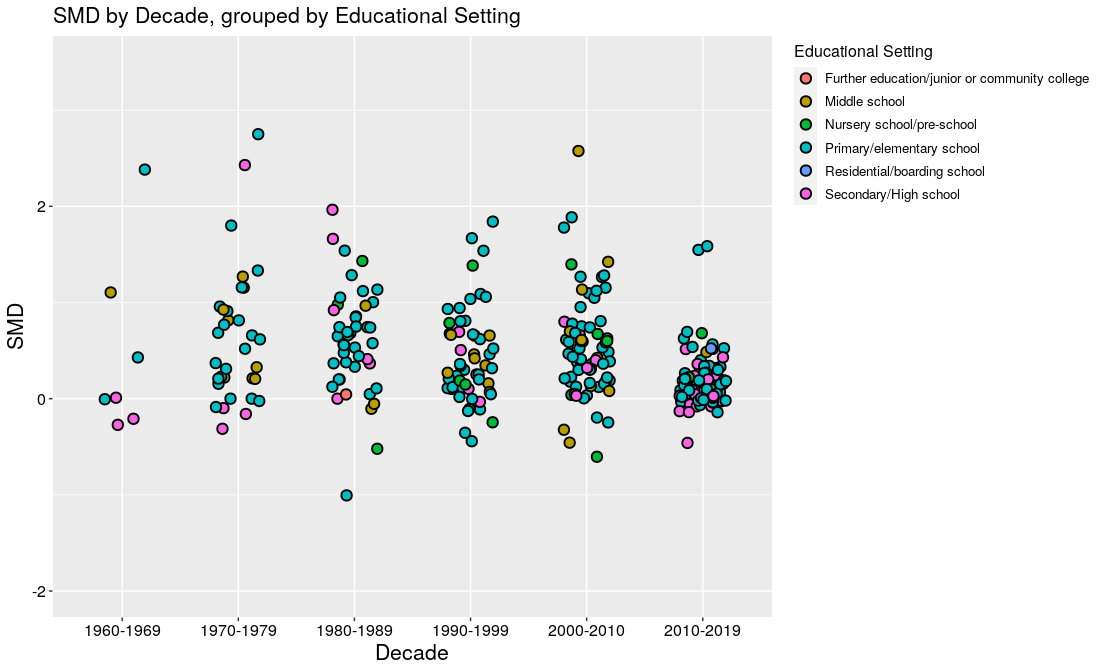 SMD by Decade, grouped by Educational Setting
SMD
2
0
-2
1960-1969 1970-1979 1980-1989 1990-1999 2000-2010 2010-2019
Decade
Educational Setting
Further education/junior or community college
Middle school
Nursery school/pre-school
Primary/elementary school
Residential/boarding school
Secondary/High school